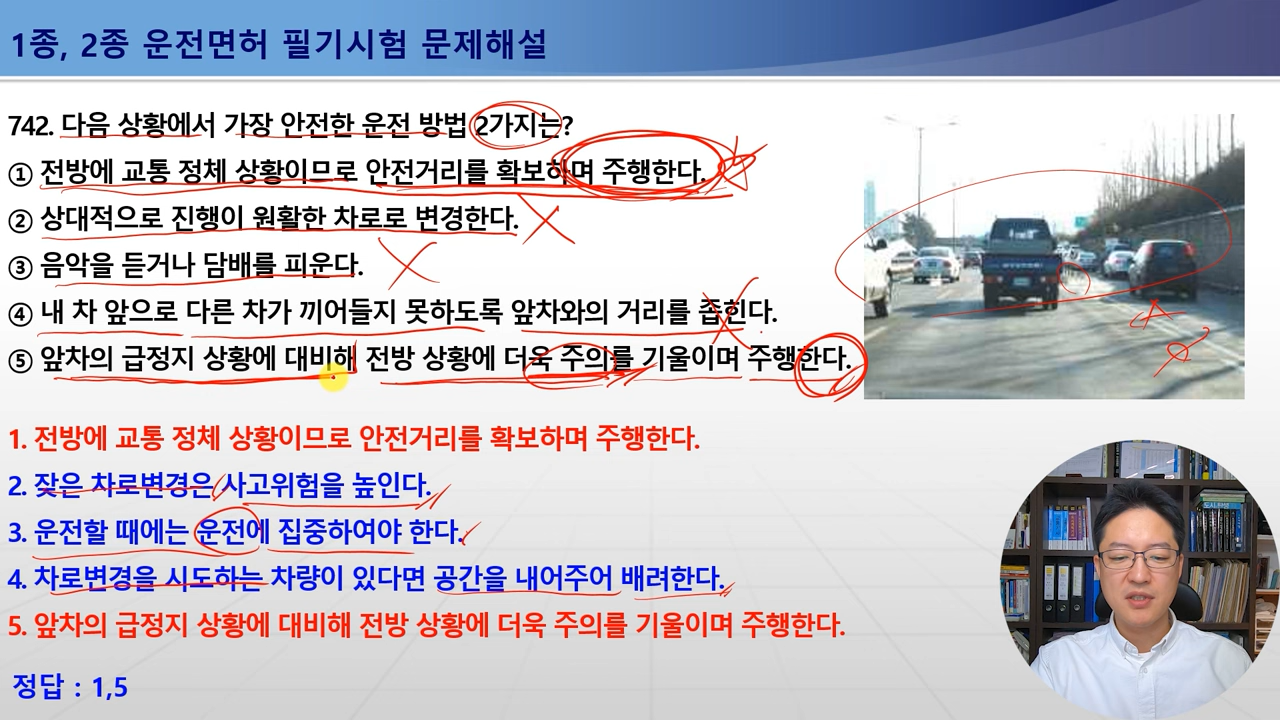 1종, 2종 운전면허 필기시험 문제해설
742. 다음 상황에서 가장 안전한 운전 방법 2가지는?
① 전방에 교통 정체 상황이므로 안전거리를 확보하며 주행한다.
② 상대적으로 진행이 원활한 차로로 변경한다.
③ 음악을 듣거나 담배를 피운다.
④ 내 차 앞으로 다른 차가 끼어들지 못하도록 앞차와의 거리를 좁힌다.
⑤ 앞차의 급정지 상황에 대비해 전방 상황에 더욱 주의를 기울이며 주행한다.
1. 전방에 교통 정체 상황이므로 안전거리를 확보하며 주행한다.
2. 잦은 차로변경은 사고위험을 높인다.
3. 운전할 때에는 운전에 집중하여야 한다.
4. 차로변경을 시도하는 차량이 있다면 공간을 내어주어 배려한다.
5. 앞차의 급정지 상황에 대비해 전방 상황에 더욱 주의를 기울이며 주행한다.
정답 : 1,5